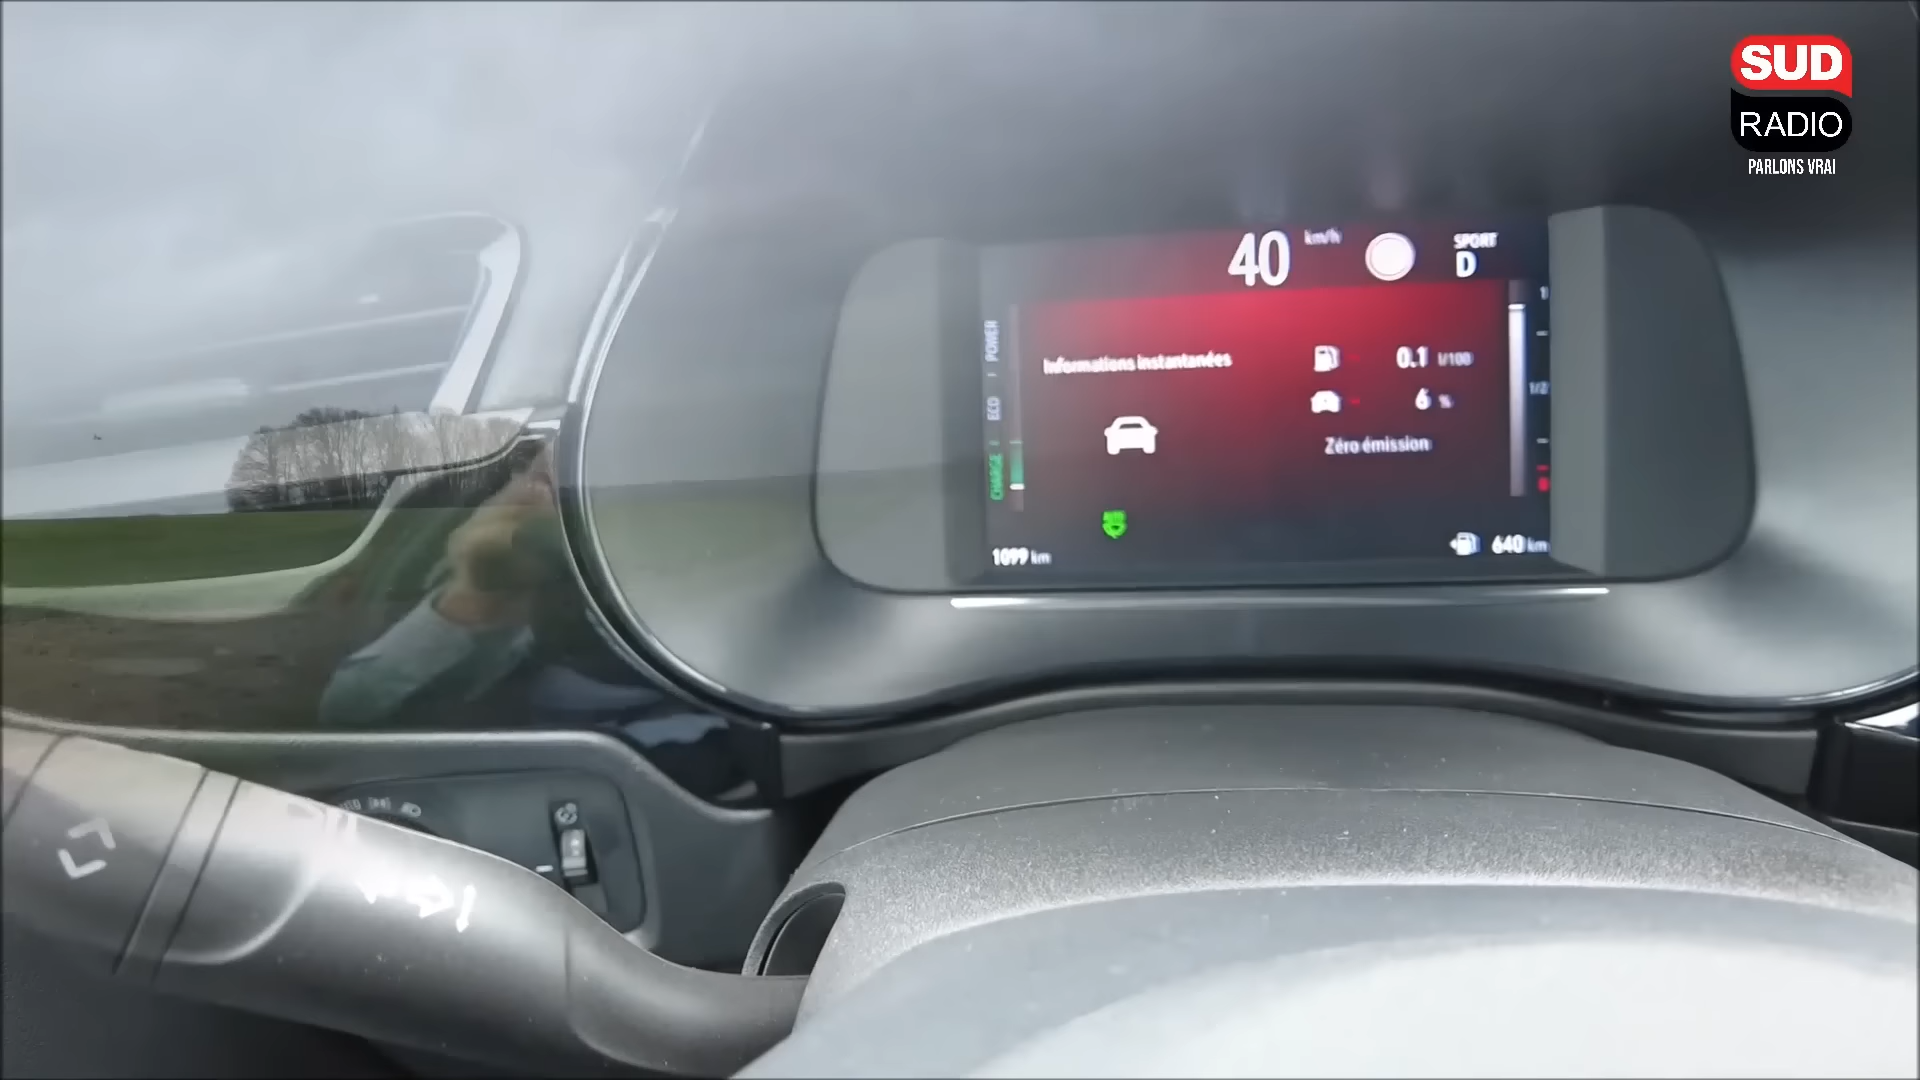 SUD
RADIO
PARLONS VRAI
40 km/h
SPORT
D
POWER
ECO
CHARGE
Informations instantanées
0.1 l/100
6 %
Zéro émission
1/2
AUTO
1099 km
640 km